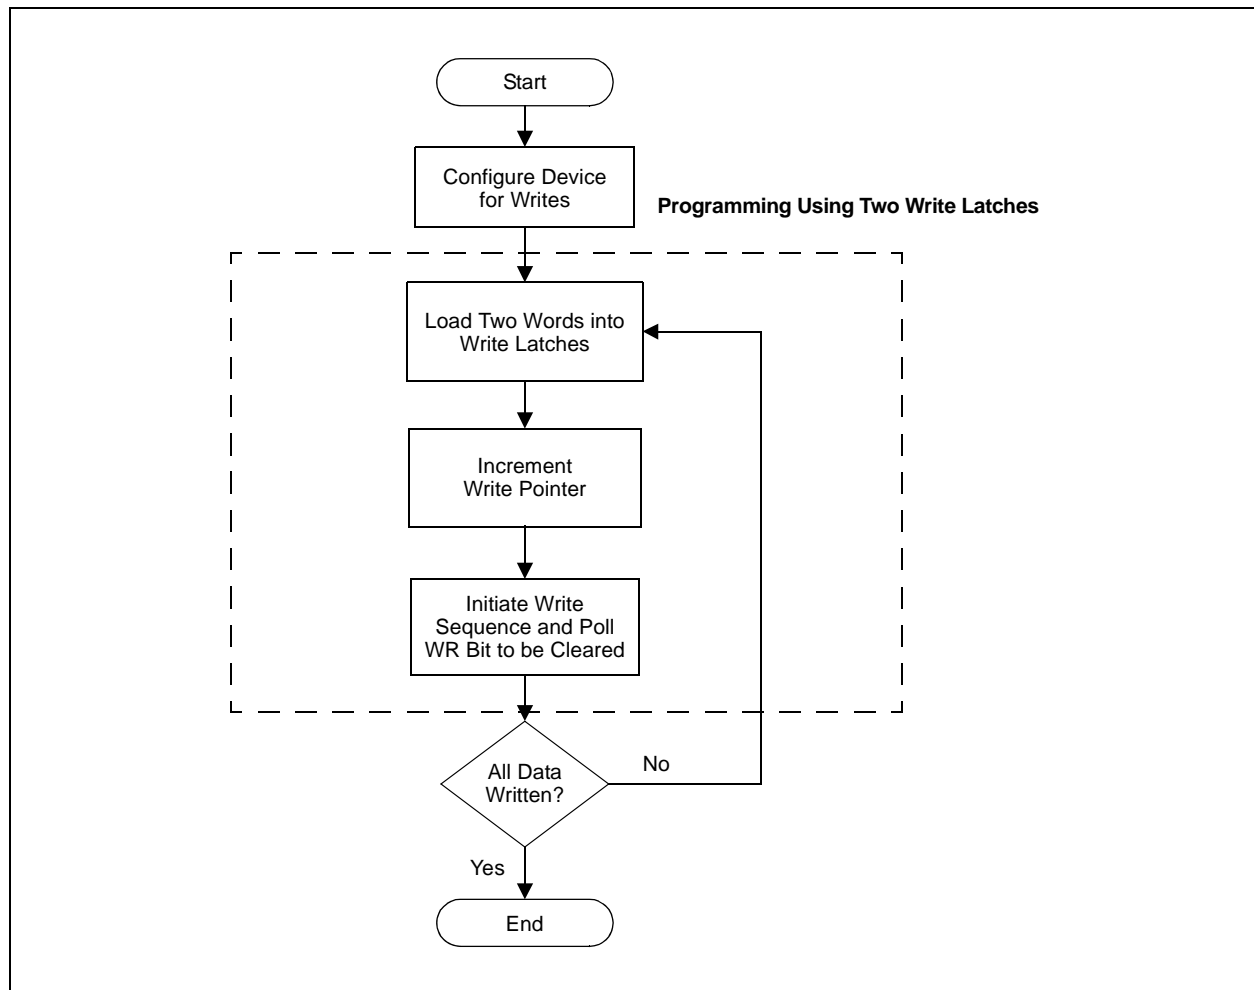 Start
Configure Device
for Writes
Programming Using Two Write Latches
Load Two Words into
Write Latches
Increment
Write Pointer
Initiate Write
Sequence and Poll
WR Bit to be Cleared
All Data
Written?
No
Yes
End